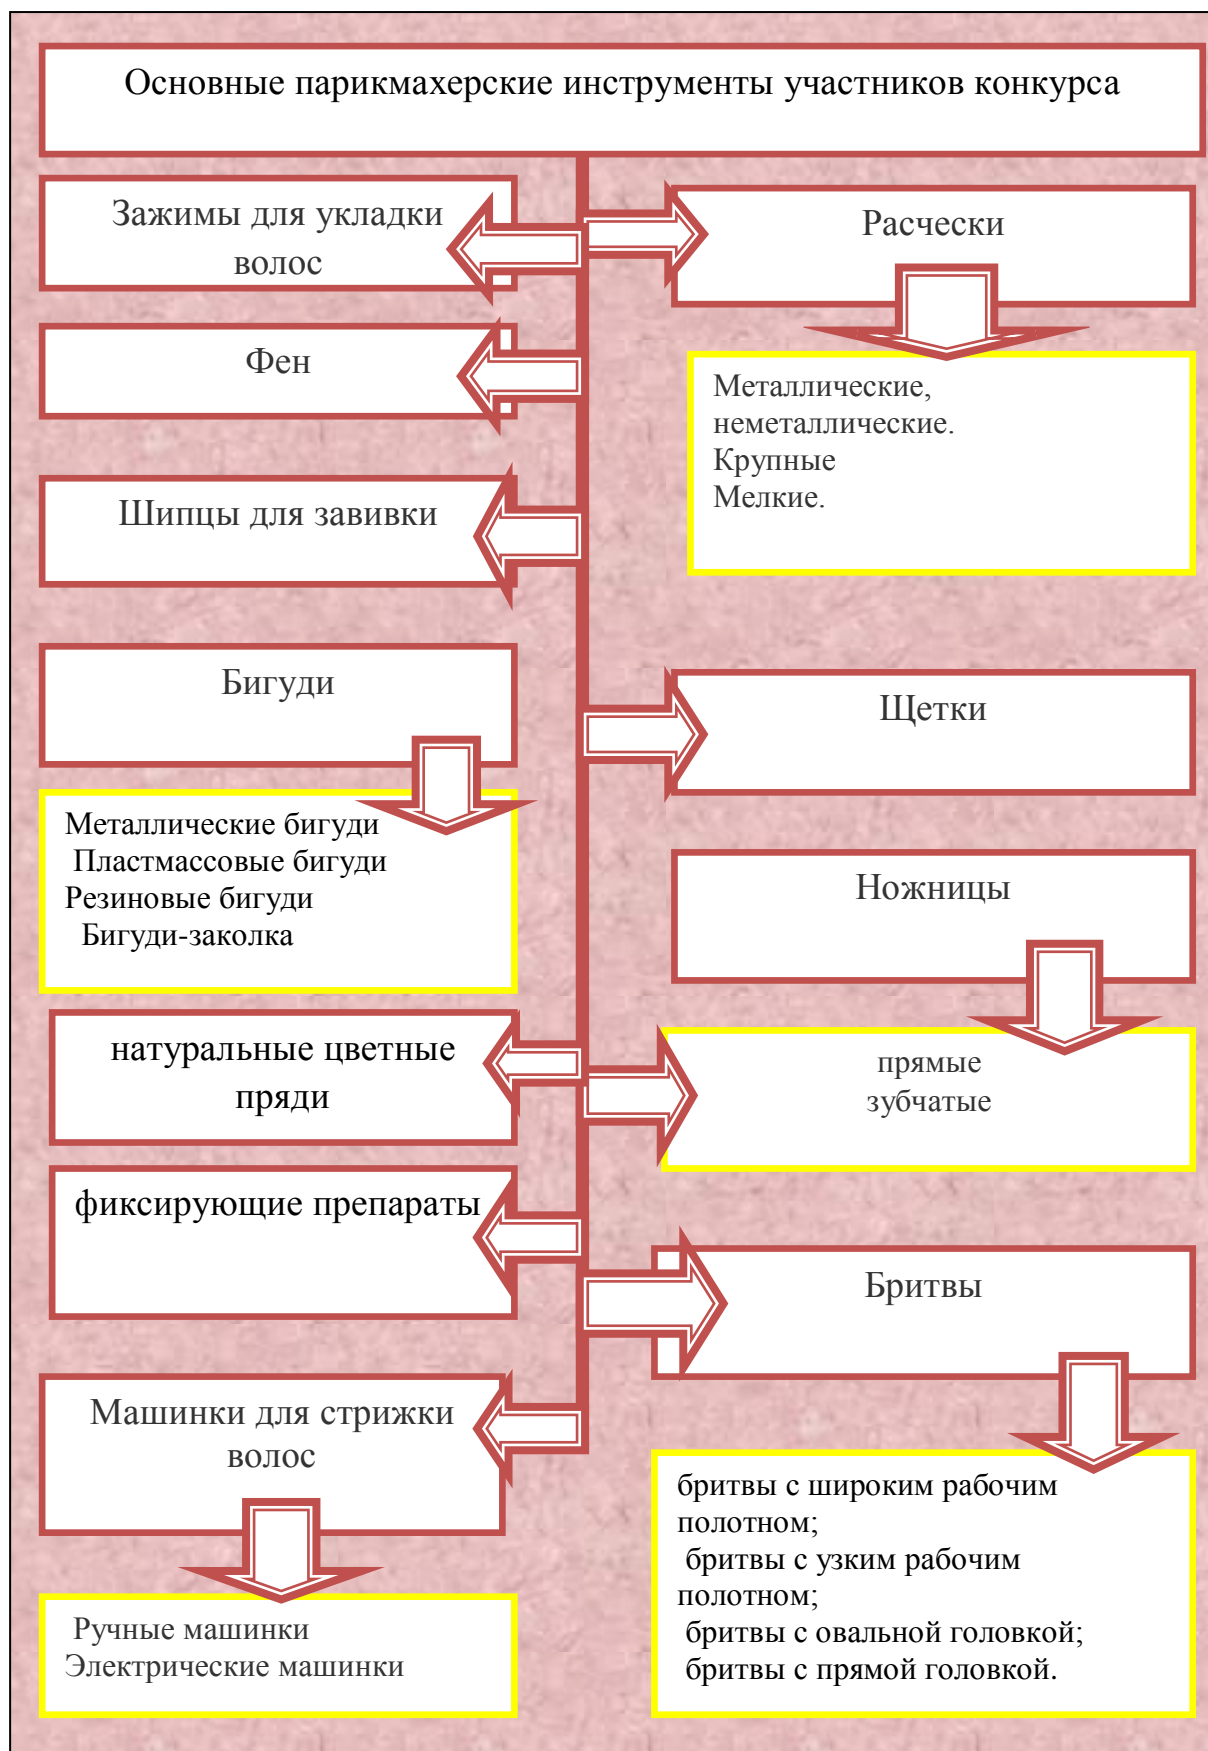 Основные парикмахерские инструменты участников конкурса
Зажимы для укладки
волос
Расчески
Фен
Металлические,
неметаллические.
Крупные
Мелкие.
Шипцы для завивки
Бигуди
Щетки
Металлические бигуди
Пластмассовые бигуди
Резиновые бигуди
Бигуди-заколка
Ножницы
натуральные цветные
пряди
прямые
зубчатые
фиксирующие препараты
Бритвы
Машинки для стрижки
волос
бритвы с широким рабочим
полотном;
бритвы с узким рабочим
полотном;
бритвы с овальной головкой;
бритвы с прямой головкой.
Ручные машинки
Электрические машинки